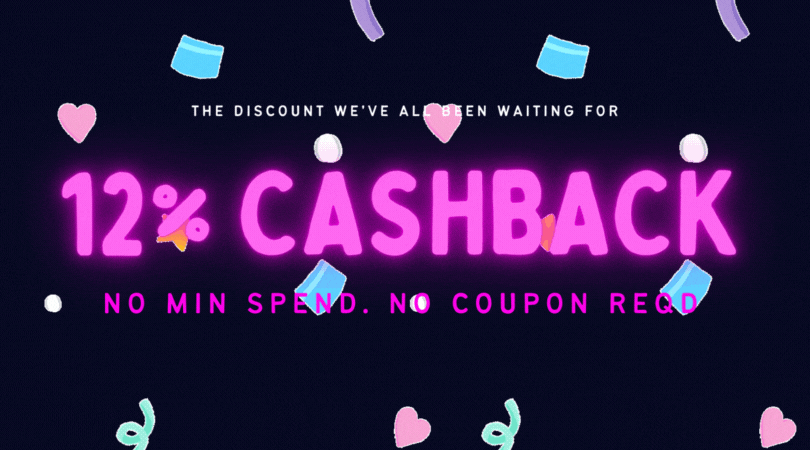 THE DISCOUNT WE'VE ALL BEEN WAITING FOR
12% CASHBACK
NO MIN SPEND. NO COUPON REQD